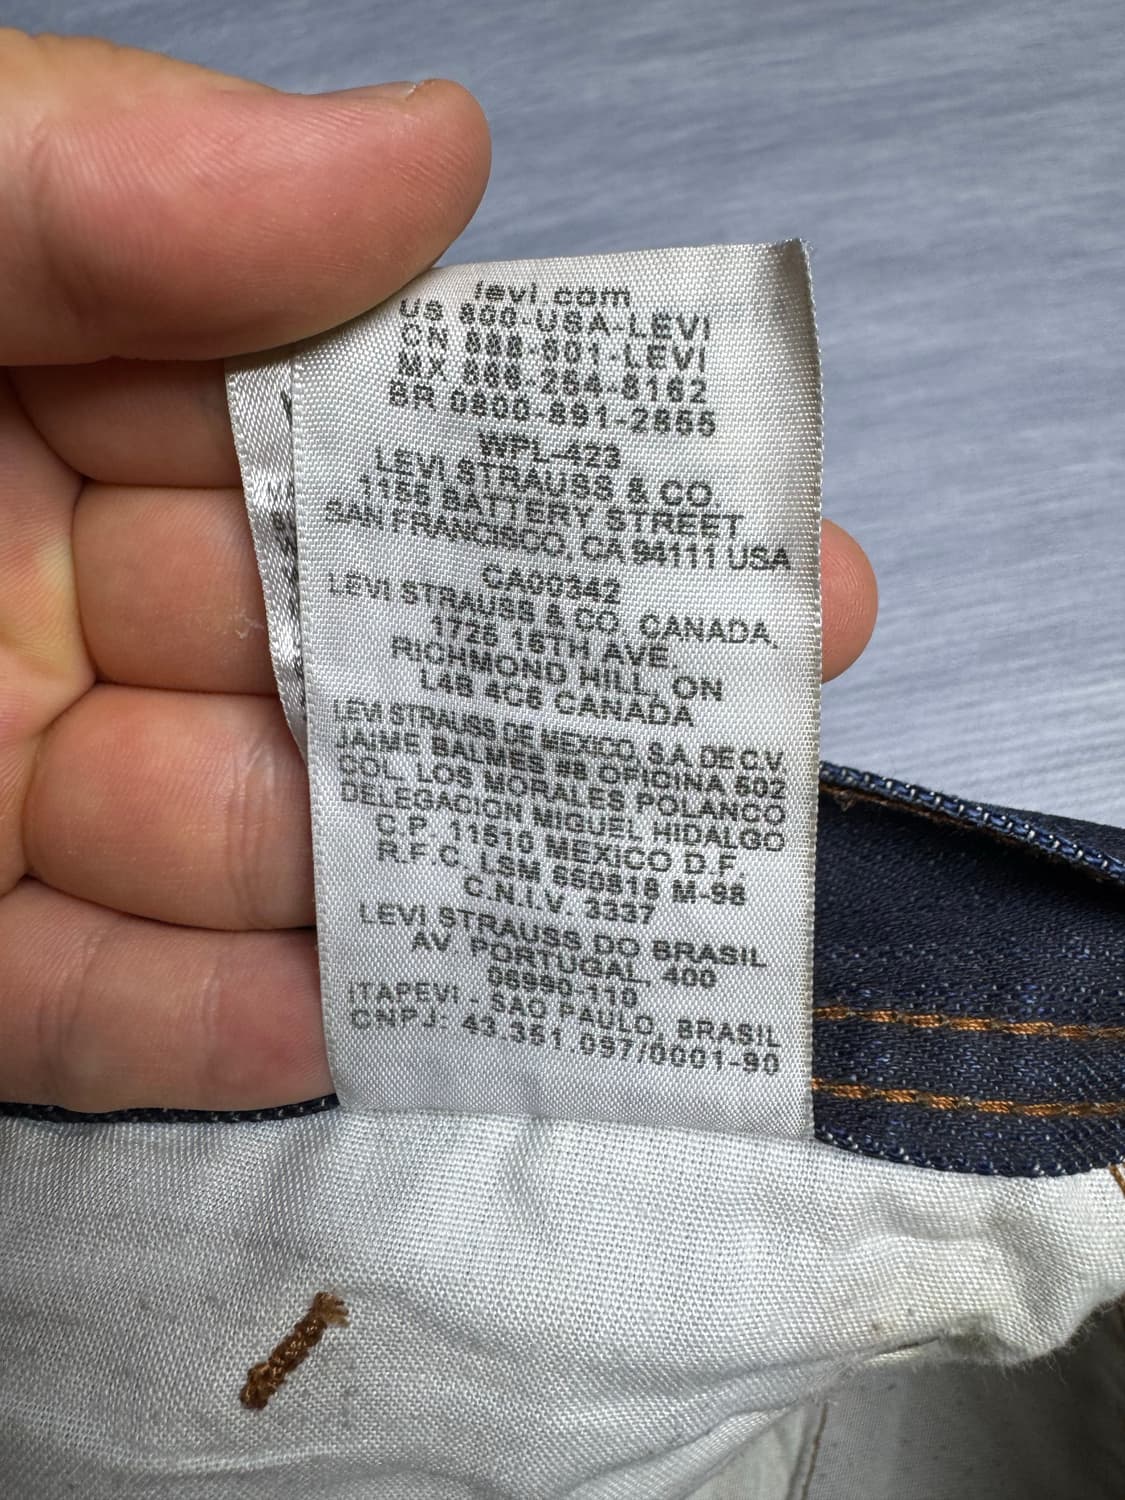 levi.com
US 800-USA-LEVI
CN 888-501-LEVI
MX 866-264-8162
BR 0800-891-2855
WPL-423
LEVI STRAUSS & CO.
1155 BATTERY STREET
SAN FRANCISCO, CA 94111 USA
CA00342
LEVI STRAUSS & CO. CANADA,
1725 16TH AVE.
RICHMOND HILL, ON
L4B 4C6 CANADA
LEVI STRAUSS DE MEXICO, S.A. DE C.V.
JAIME BALMES #8 OFICINA 602
COL. LOS MORALES POLANCO
DELEGACION MIGUEL HIDALGO
C.P. 11510 MEXICO D.F.
R.F.C. LSM 650818 M-98
C.N.I.V. 3337
LEVI STRAUSS DO BRASIL
AV. PORTUGAL, 400
06990-110
ITAPEVI - SAO PAULO, BRASIL
CNPJ: 43.351.097/0001-90